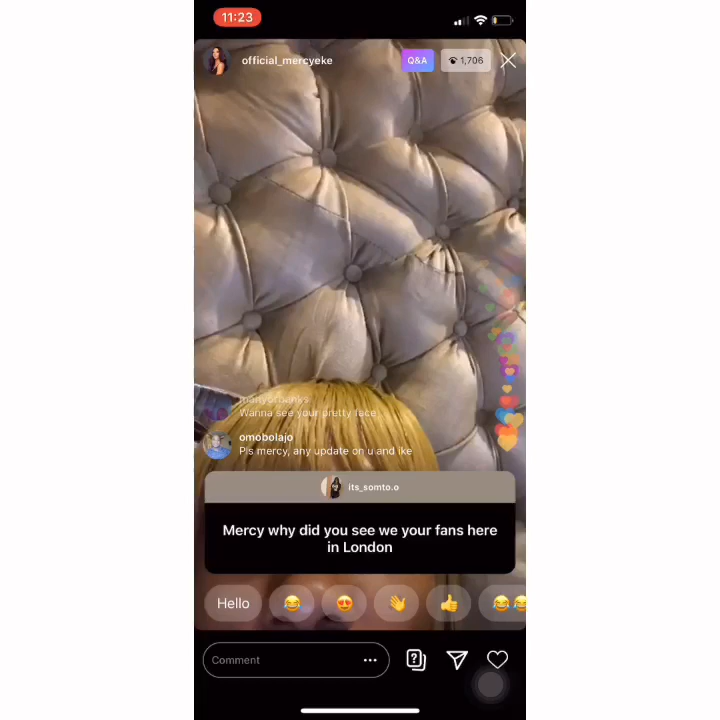 11:23
official_mercyeke
Q&A
1,706
Wanna see your pretty face
omobolajo
Pls mercy, any update on u and ike
its_somto.o
Mercy why did you see we your fans here
in London
Hello
Comment